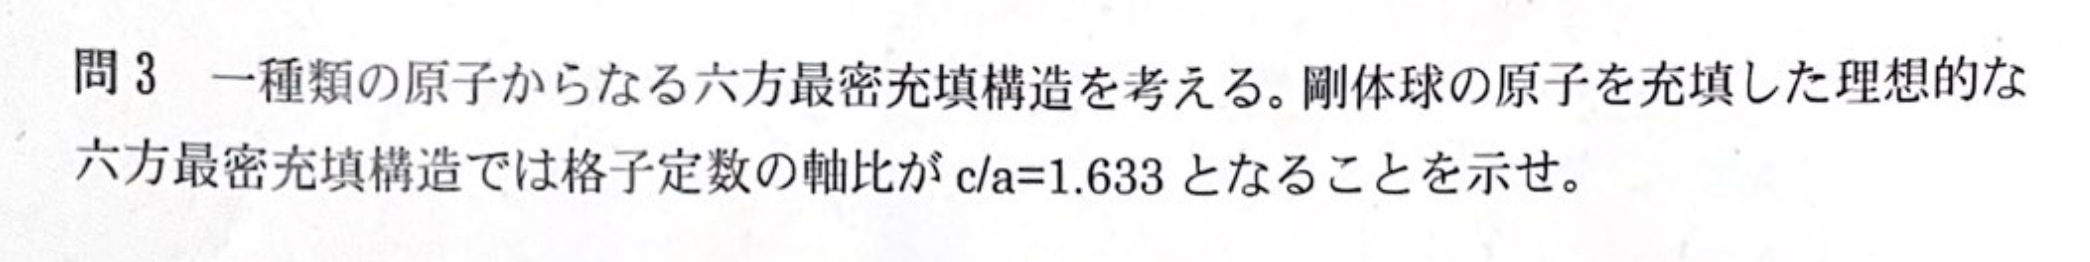 問3 一種類の原子からなる六方最密充填構造を考える。剛体球の原子を充填した理想的な
六方最密充填構造では格子定数の軸比が c/a=1.633 となることを示せ。